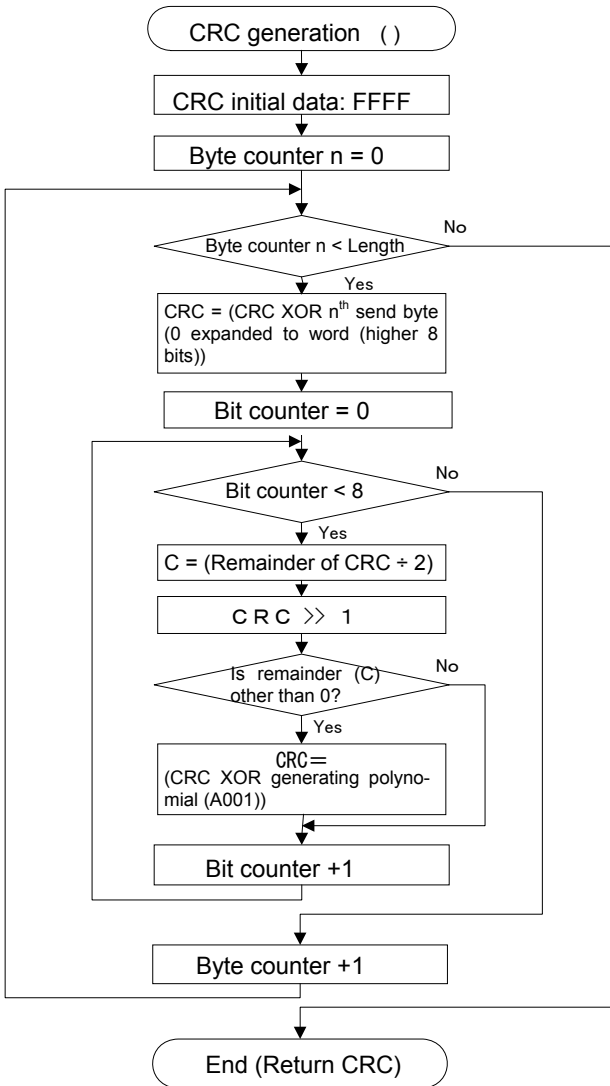 CRC generation ( )
CRC initial data: FFFF
Byte counter n = 0
Byte counter n < Length
No
Yes
CRC = (CRC XOR nth send byte
(0 expanded to word (higher 8
bits))
Bit counter = 0
Bit counter < 8
No
Yes
C = (Remainder of CRC ÷ 2)
ＣＲＣ ≫ １
Is remainder (C)
other than 0?
No
Yes
CRC＝
(CRC XOR generating polyno-
mial (A001))
Bit counter +1
Byte counter +1
End (Return CRC)